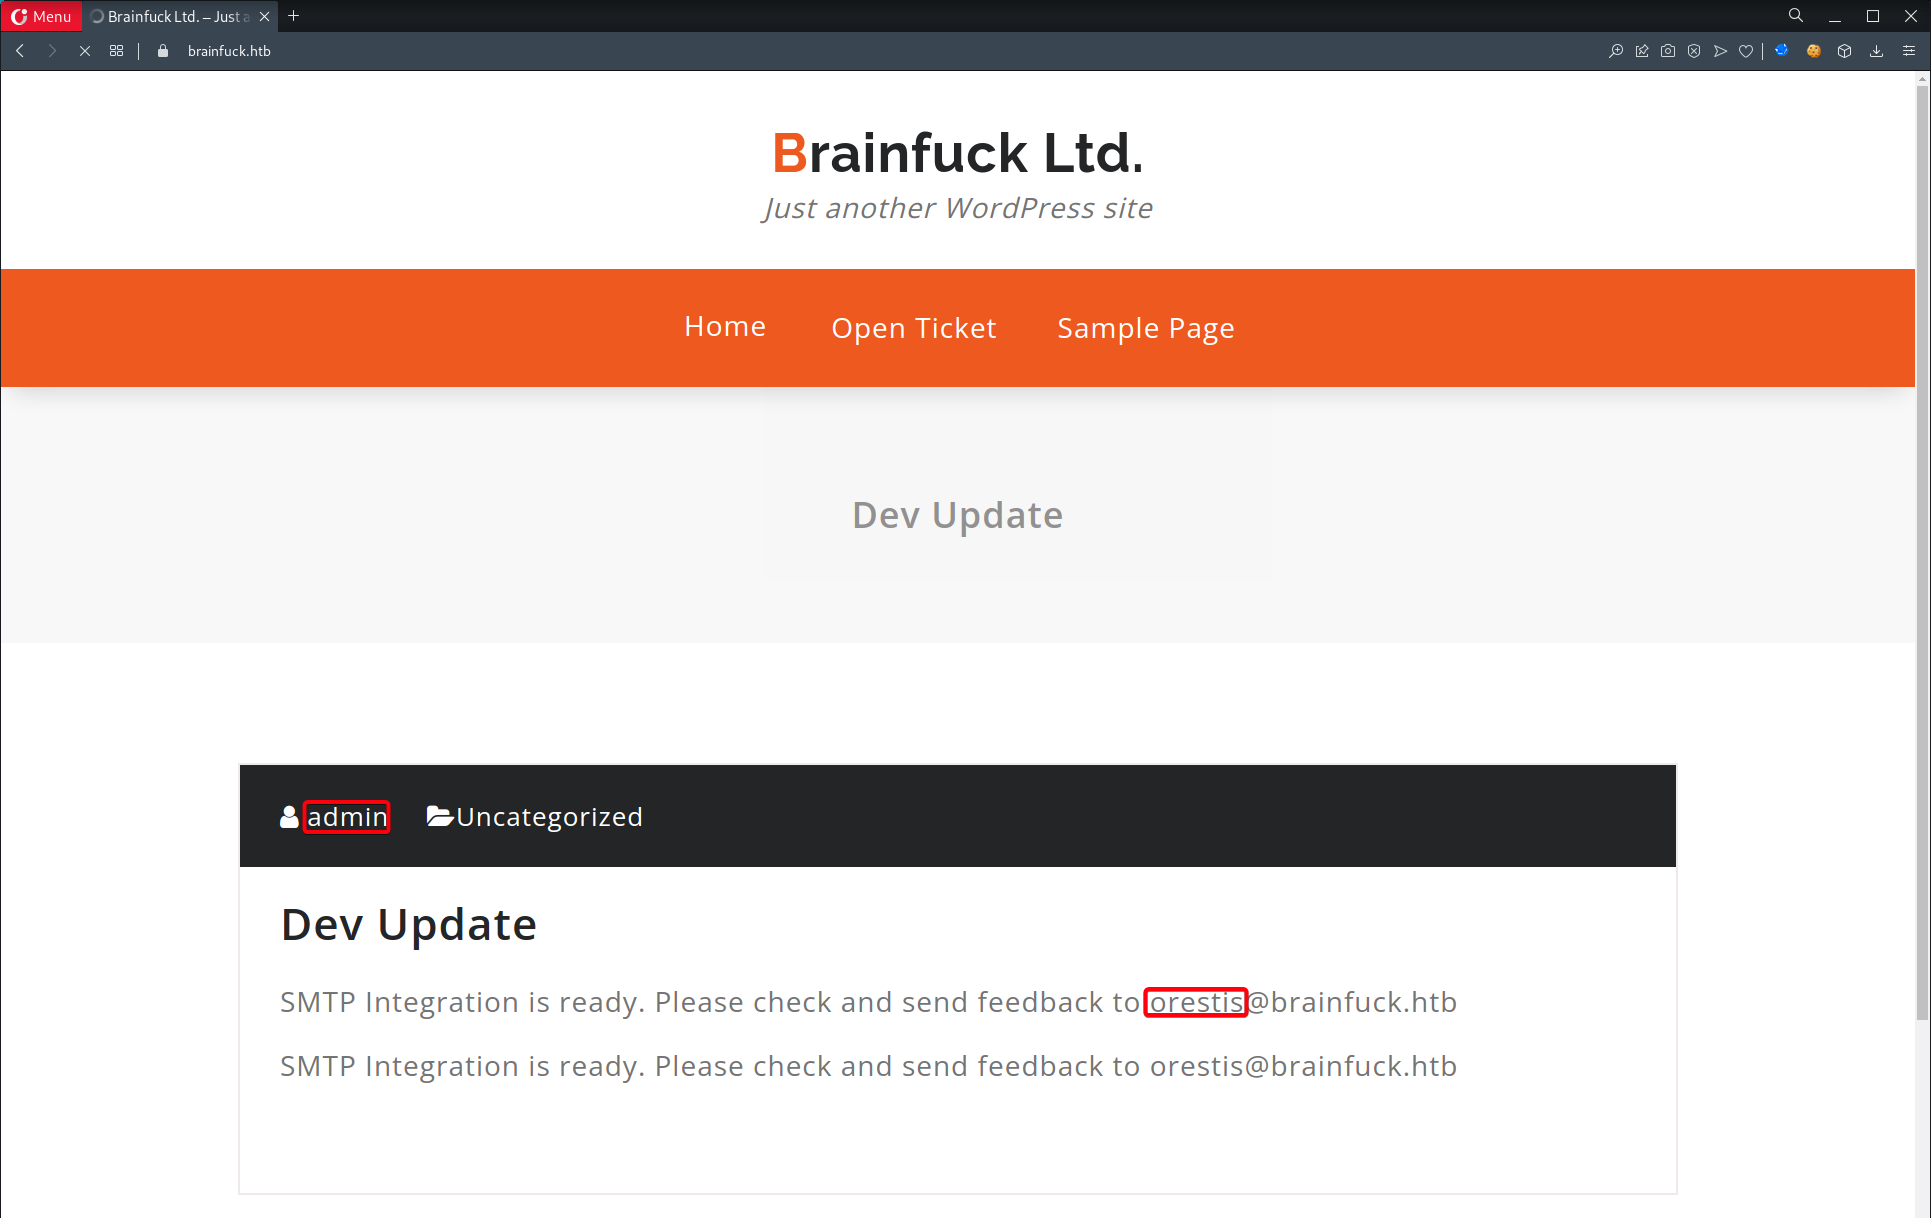 Menu
Brainfuck Ltd. – Just a
brainfuck.htb
Brainfuck Ltd.
Just another WordPress site
Home Open Ticket Sample Page
Dev Update
admin Uncategorized
Dev Update
SMTP Integration is ready. Please check and send feedback to orestis@brainfuck.htb
SMTP Integration is ready. Please check and send feedback to orestis@brainfuck.htb